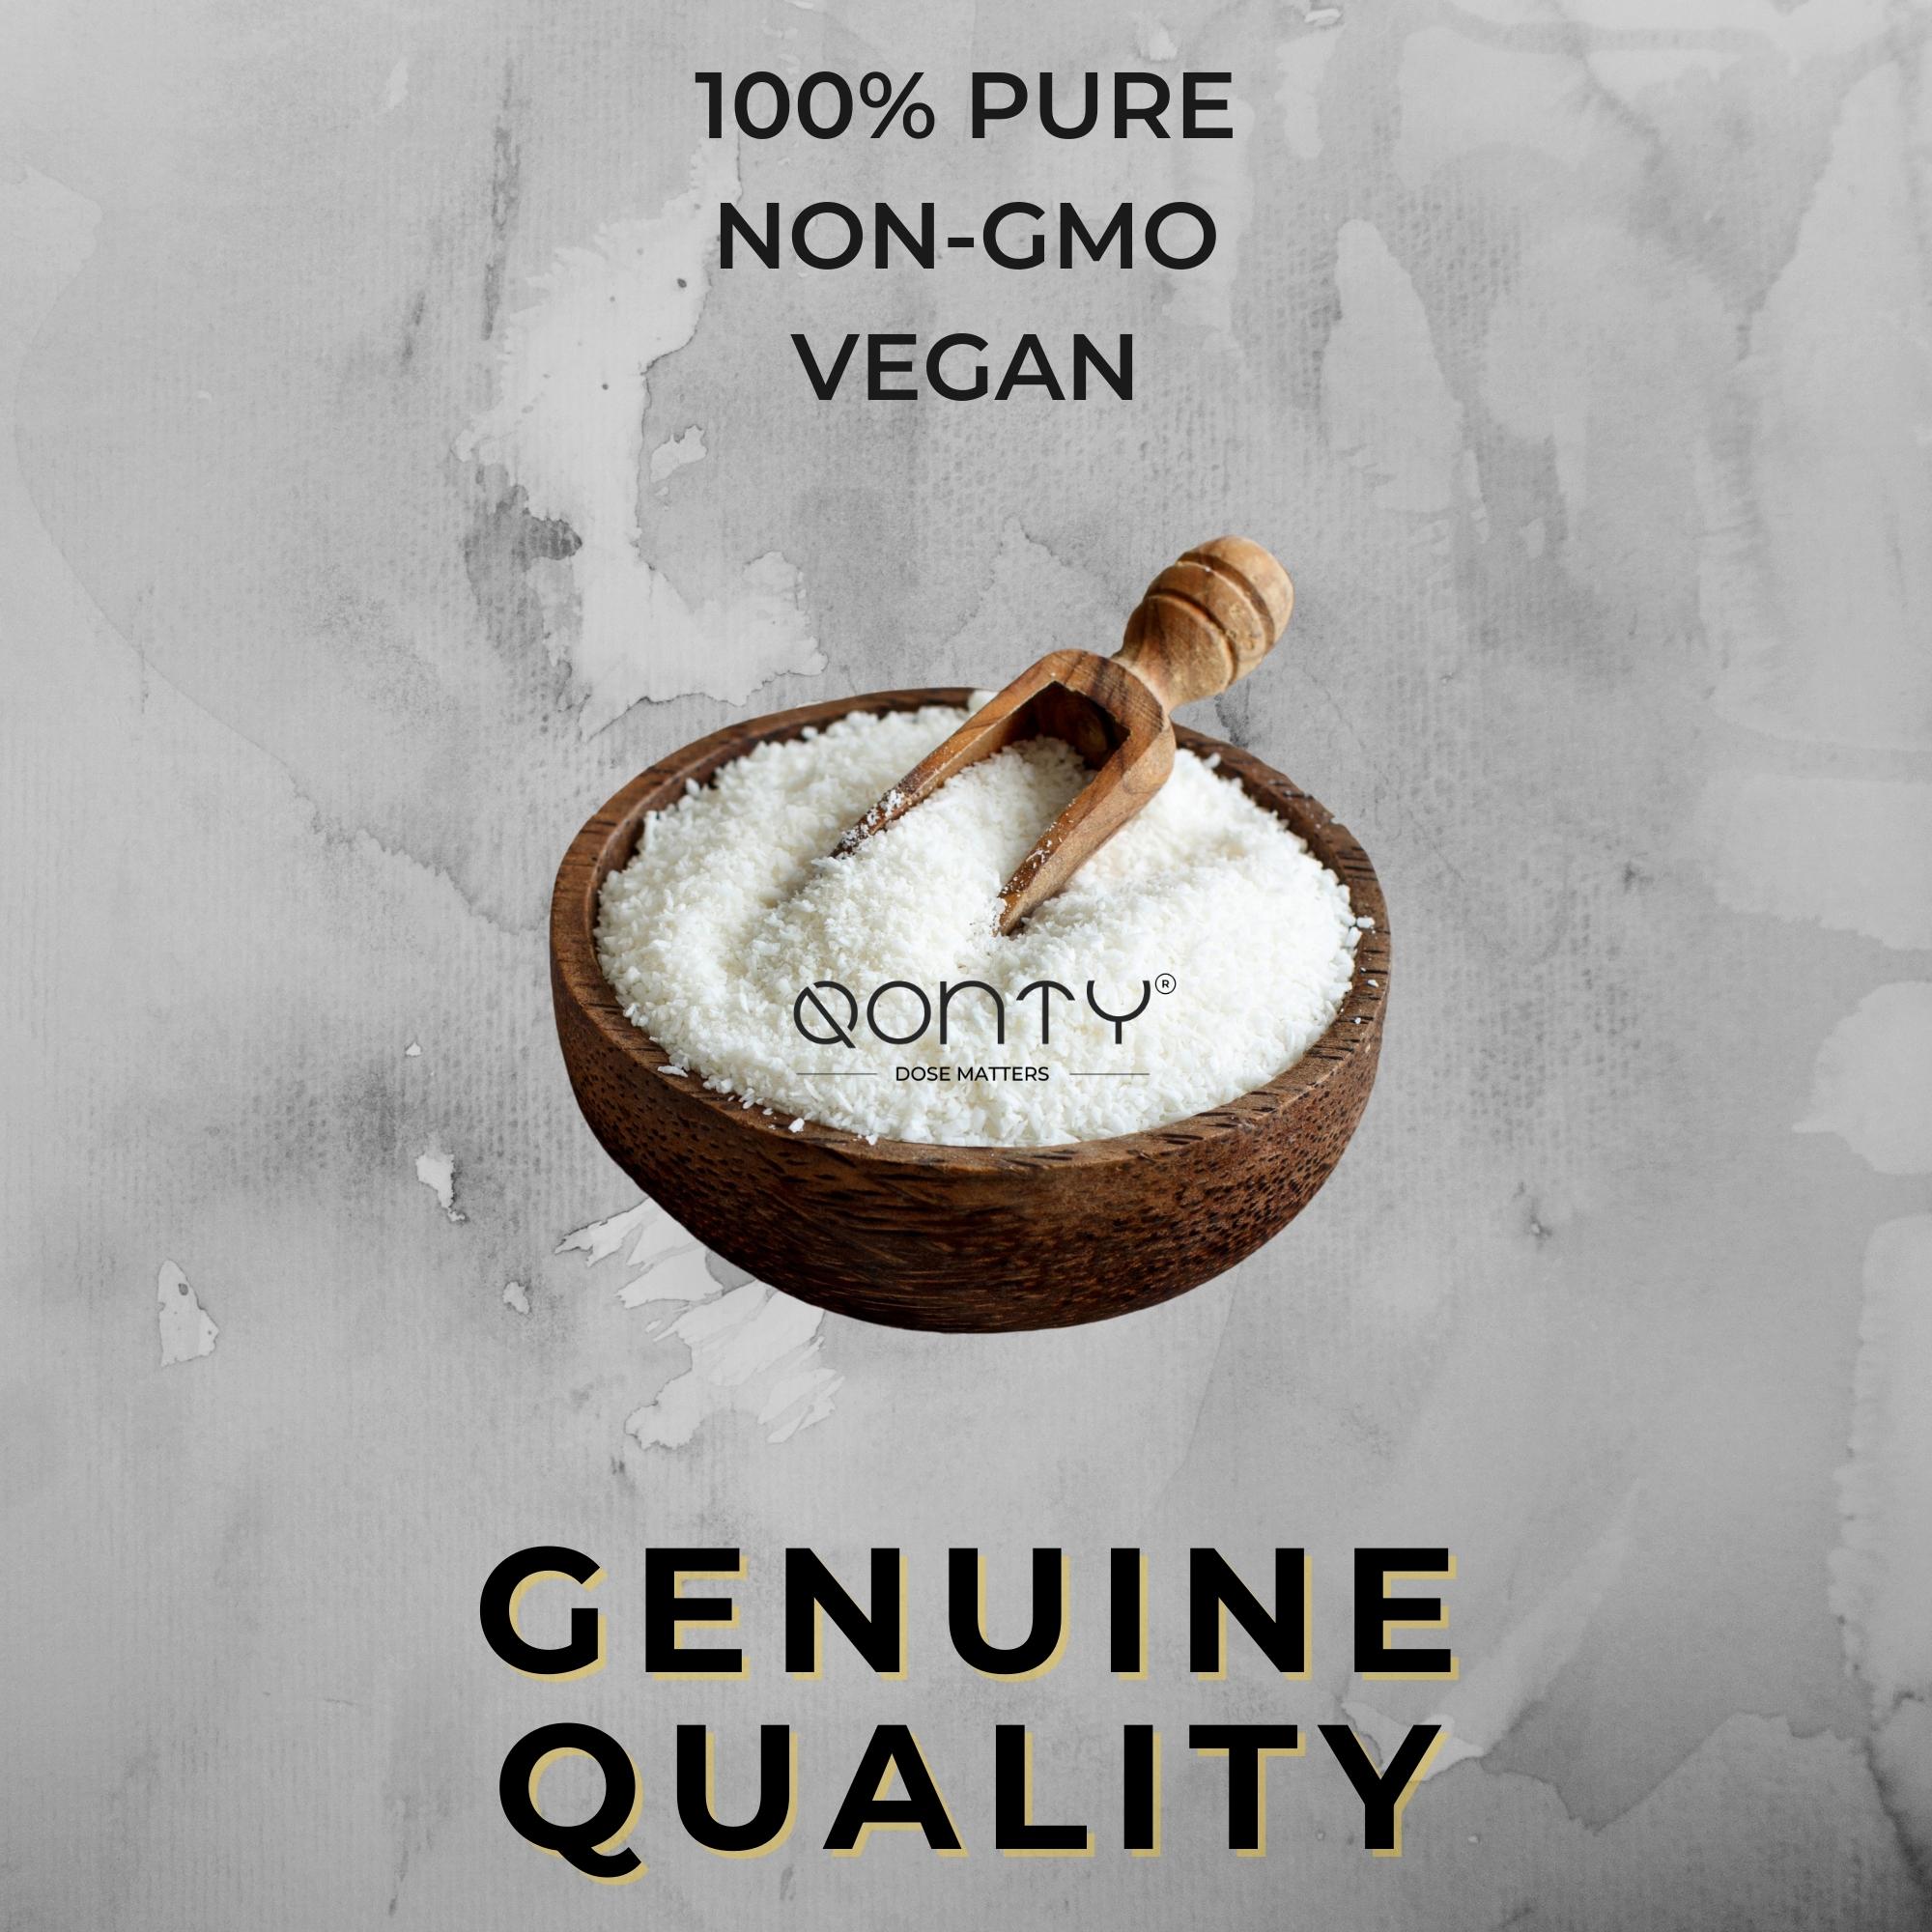 100% PURE
NON-GMO
VEGAN
QONTY®
DOSE MATTERS
GENUINE
QUALITY